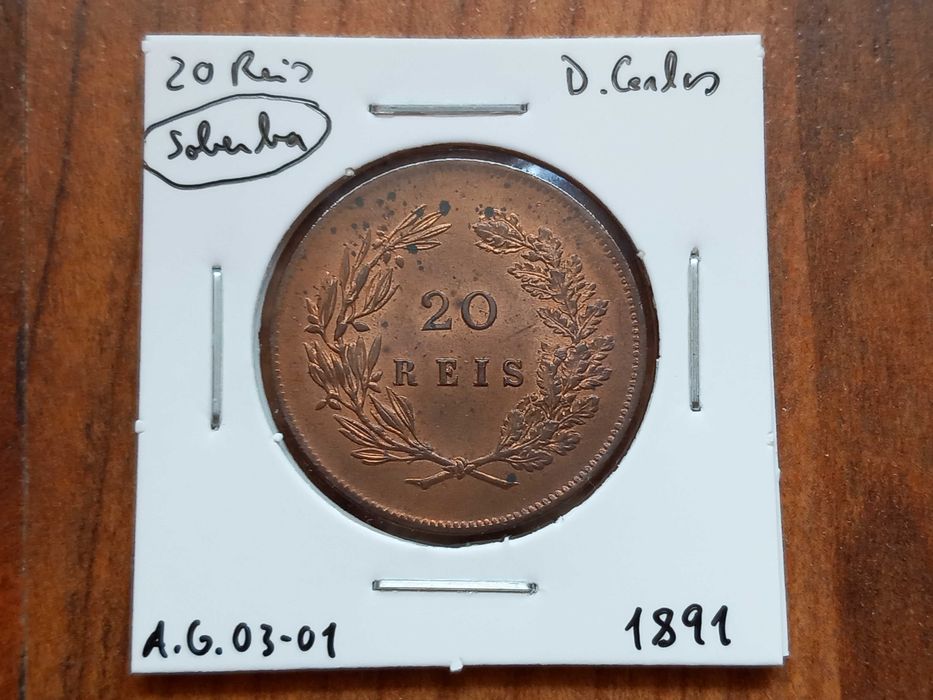 20 Reis
D. Carlos
Soberba
20
REIS
A.G. 03-01
1891